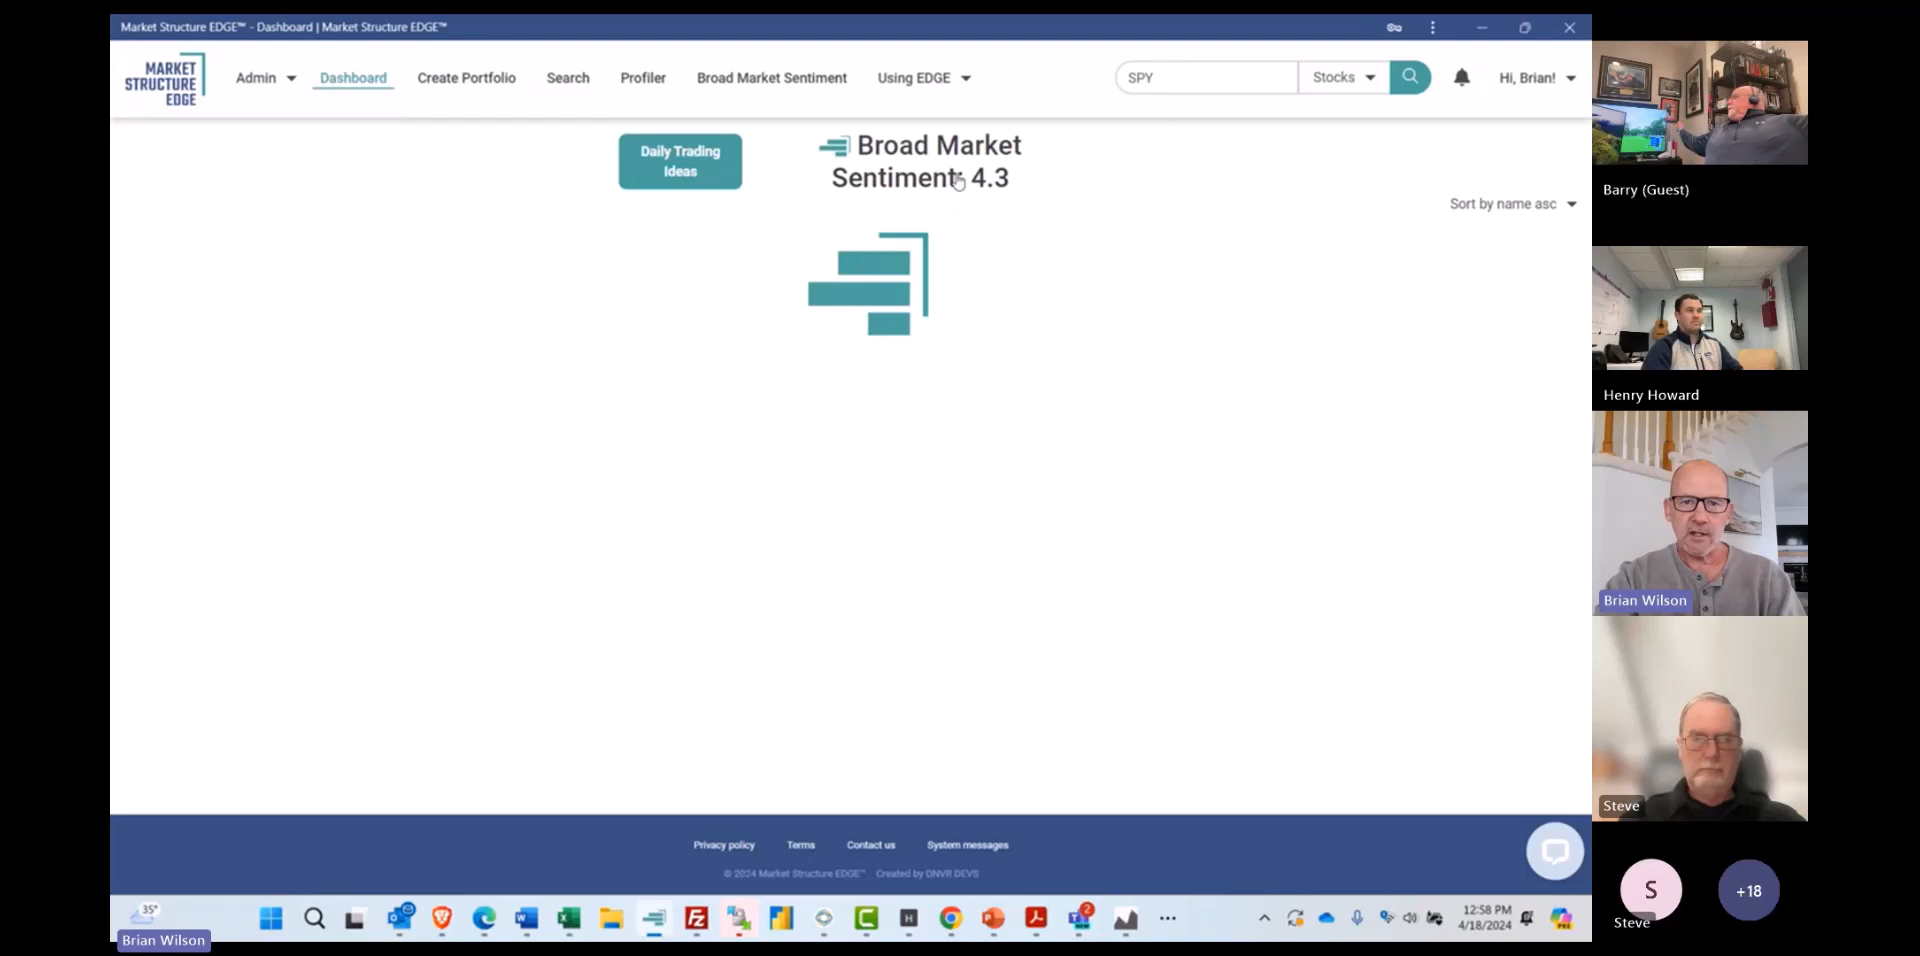 Market Structure EDGE™ - Dashboard | Market Structure EDGE™
MARKET
STRUCTURE
EDGE
Admin
Dashboard
Create Portfolio
Search
Profiler
Broad Market Sentiment
Using EDGE
SPY
Stocks
Hi, Brian!
Daily Trading
Ideas
Broad Market
Sentiment: 4.3
Sort by name asc
Barry (Guest)
Henry Howard
Brian Wilson
Steve
Privacy policy
Terms
Contact us
System messages
© 2024 Market Structure EDGE™ Created by DNVR DEVS
35°
12:58 PM
4/18/2024
2
NEW
PRE
S
+18
Steve
Brian Wilson